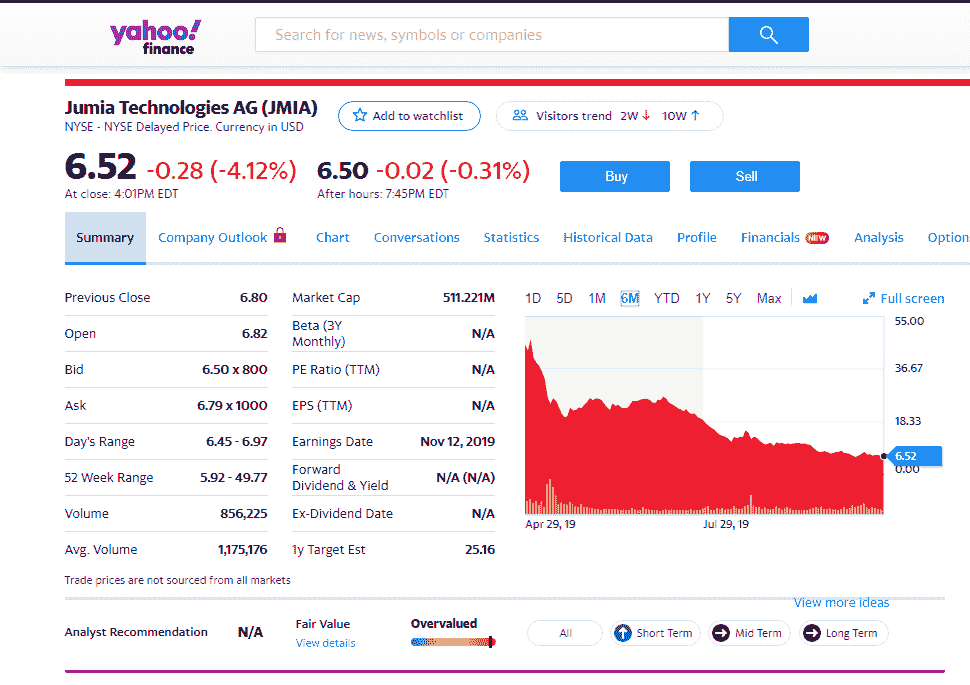 yahoo!
finance
Search for news, symbols or companies
Jumia Technologies AG (JMIA)
NYSE - NYSE Delayed Price. Currency in USD
Add to watchlist
Visitors trend 2W ↓ 10W ↑
6.52 -0.28 (-4.12%)
At close: 4:01PM EDT
6.50 -0.02 (-0.31%)
After hours: 7:45PM EDT
Buy
Sell
Summary
Company Outlook
Chart
Conversations
Statistics
Historical Data
Profile
Financials NEW
Analysis
Option
Previous Close 6.80
Open 6.82
Bid 6.50 x 800
Ask 6.79 x 1000
Day's Range 6.45 - 6.97
52 Week Range 5.92 - 49.77
Volume 856,225
Avg. Volume 1,175,176
Trade prices are not sourced from all markets
Market Cap 511.221M
Beta (3Y
Monthly) N/A
PE Ratio (TTM) N/A
EPS (TTM) N/A
Earnings Date Nov 12, 2019
Forward
Dividend & Yield N/A (N/A)
Ex-Dividend Date N/A
1y Target Est 25.16
1D 5D 1M 6M YTD 1Y 5Y Max
Full screen
55.00
36.67
18.33
6.52
0.00
Apr 29, 19
Jul 29, 19
View more ideas
Analyst Recommendation N/A
Fair Value
View details
Overvalued
All
Short Term
Mid Term
Long Term